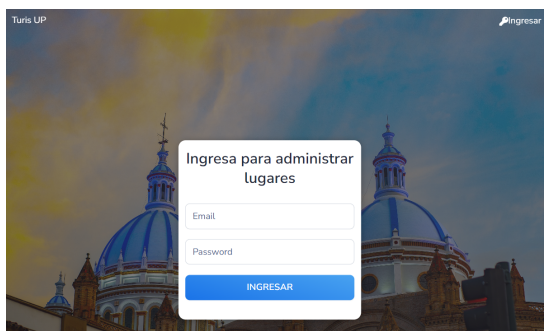 Turis UP
Ingresar
Ingresa para administrar
lugares
Email
Password
INGRESAR